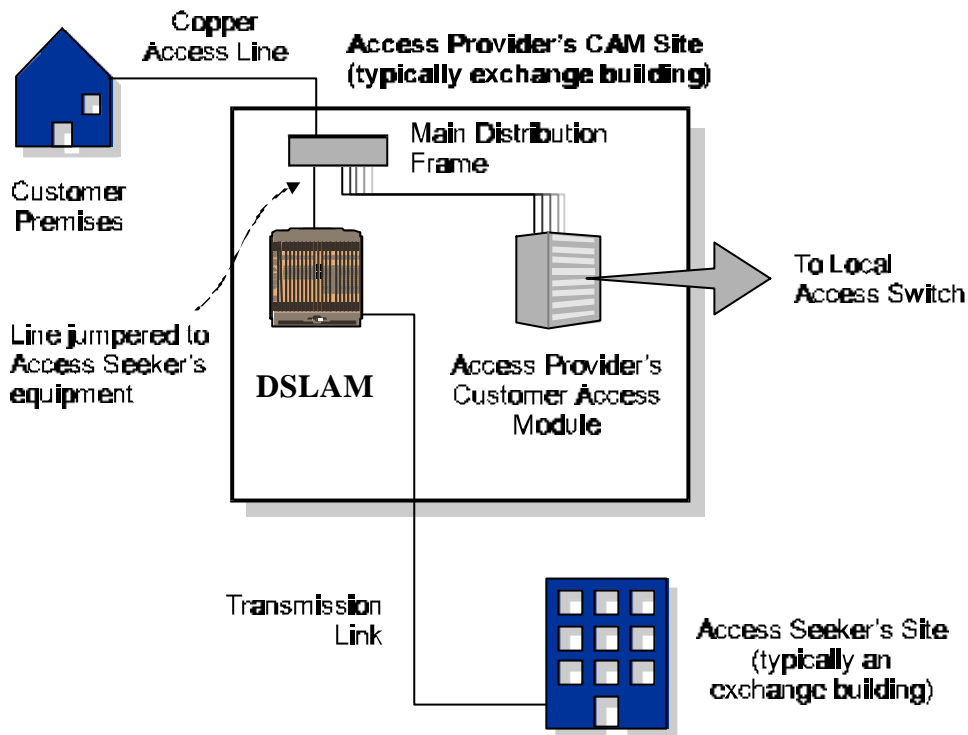 Copper
Access Line
Access Provider's CAM Site
(typically exchange building)
Main Distribution
Frame
Customer
Premises
To Local
Access Switch
Line jumpered to
Access Seeker's
equipment
DSLAM
Access Provider's
Customer Access
Module
Transmission
Link
Access Seeker's Site
(typically an
exchange building)